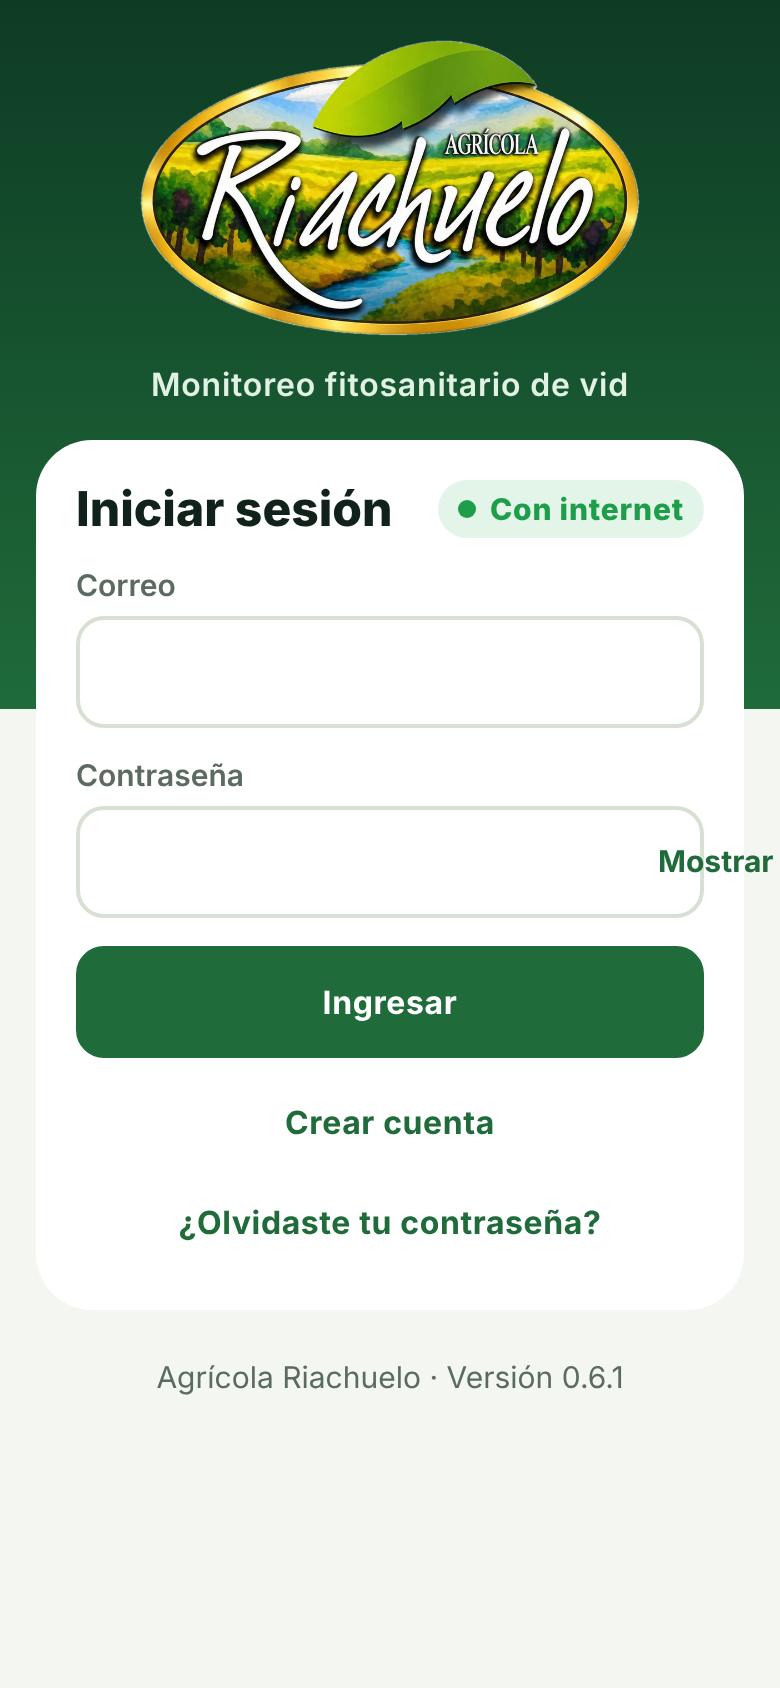 AGRÍCOLA
Riachuelo
Monitoreo fitosanitario de vid
Iniciar sesión
Con internet
Correo
Contraseña
Mostrar
Ingresar
Crear cuenta
¿Olvidaste tu contraseña?
Agrícola Riachuelo · Versión 0.6.1